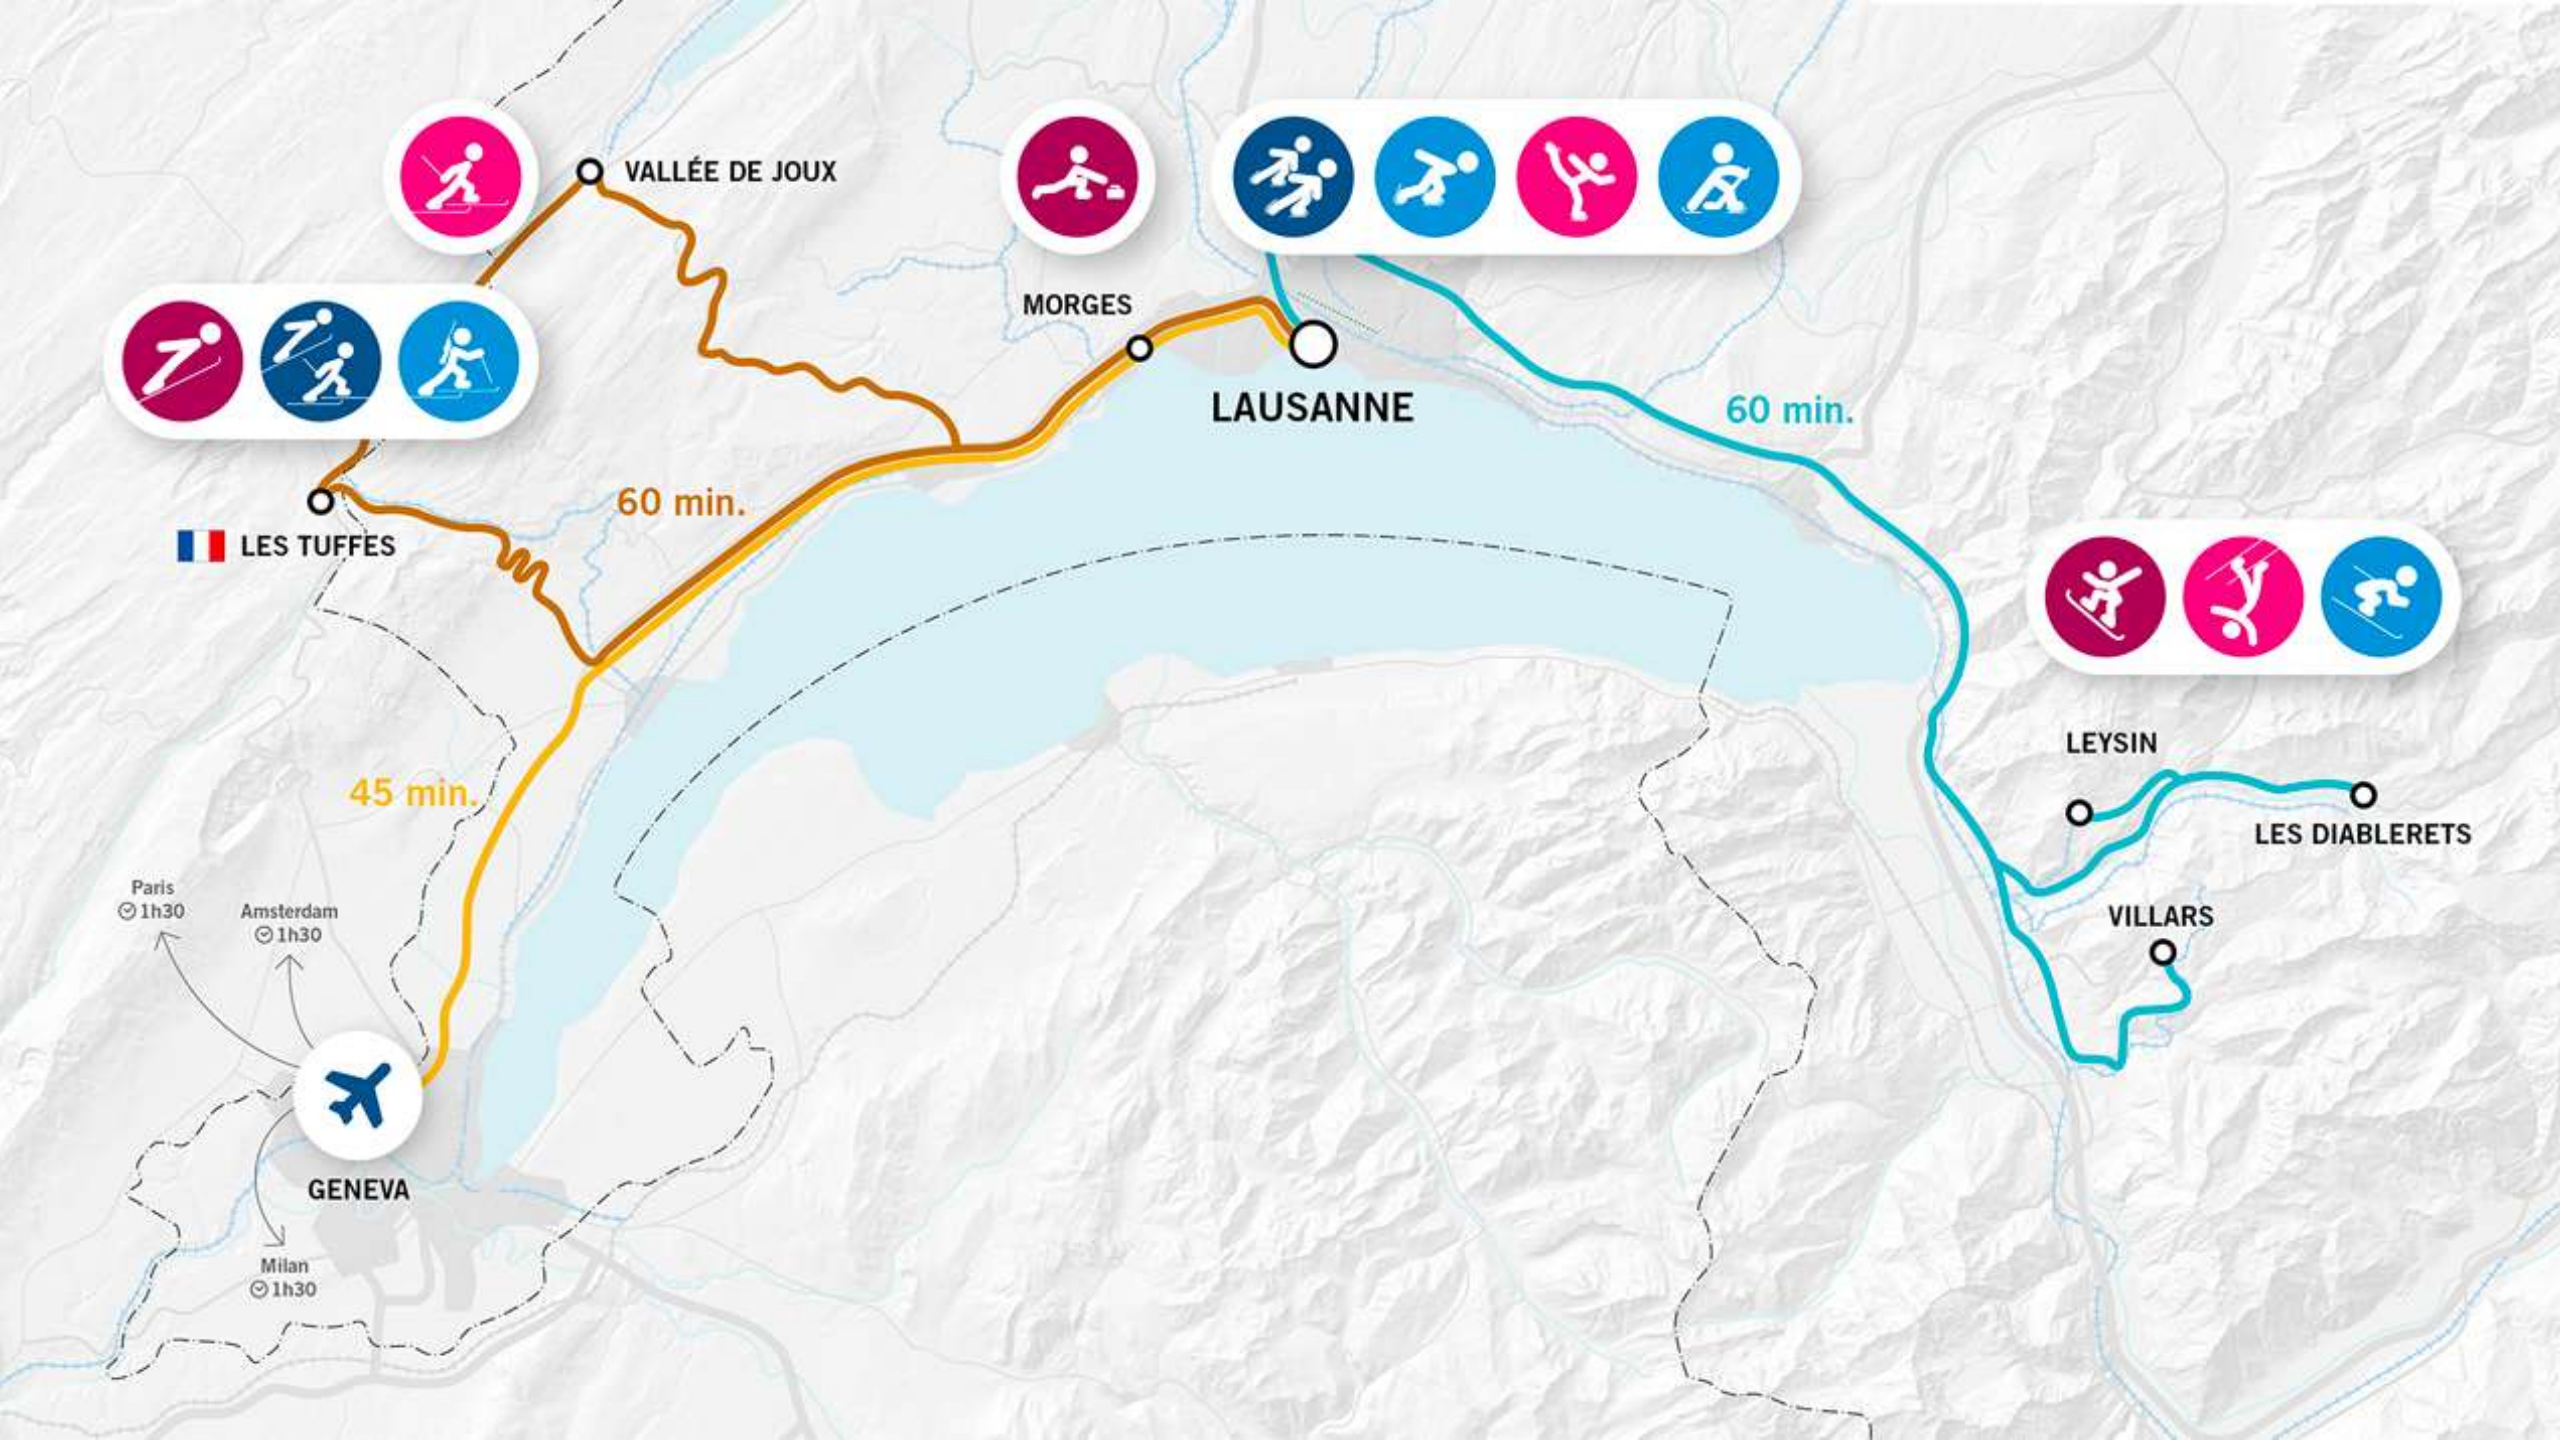 VALLÉE DE JOUX
MORGES
LAUSANNE
60 min.
60 min.
LES TUFFES
LEYSIN
LES DIABLERETS
45 min.
Paris
1h30
Amsterdam
1h30
VILLARS
GENEVA
Milan
1h30